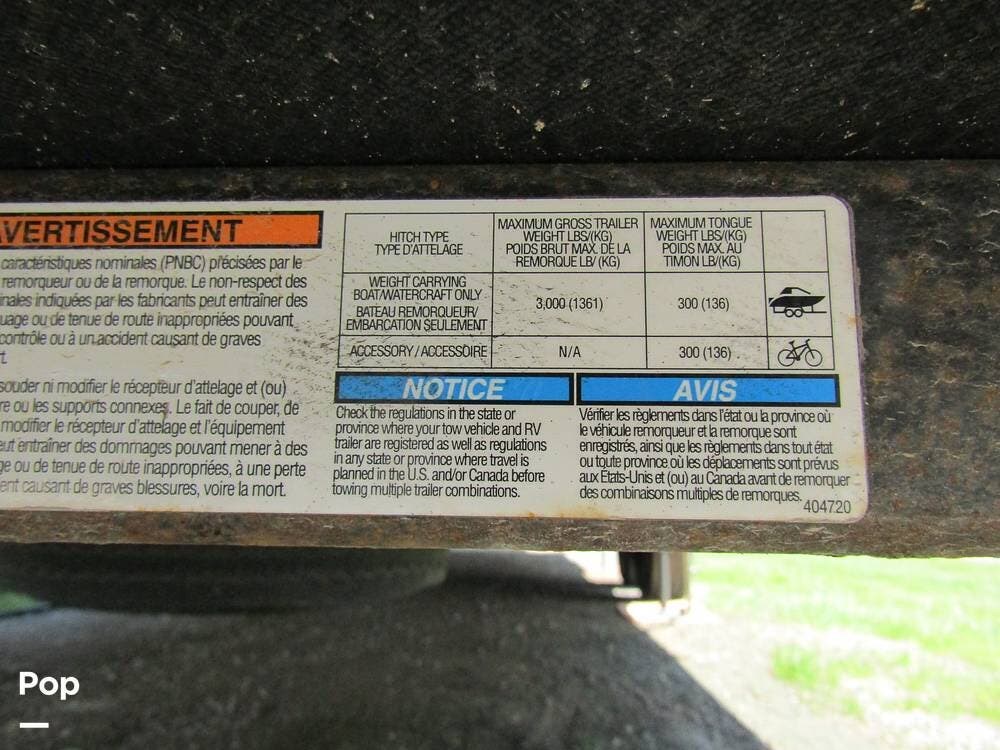 AVERTISSEMENT
caractéristiques nominales (PNBC) précisées par le
remorqueur ou de la remorque. Le non-respect des
inales indiquées par les fabricants peut entraîner des
uage ou de tenue de route inappropriées pouvant
contrôle ou à un accident causant de graves
rt.
souder ni modifier le récepteur d'attelage et (ou)
re ou les supports connexes. Le fait de couper, de
modifier le récepteur d'attelage et l'équipement
eut entraîner des dommages pouvant mener à des
ge ou de tenue de route inappropriées, à une perte
ent causant de graves blessures, voire la mort.
HITCH TYPE
TYPE D'ATTELAGE
MAXIMUM GROSS TRAILER
WEIGHT LBS/(KG)
POIDS BRUT MAX. DE LA
REMORQUE LB/ (KG)
MAXIMUM TONGUE
WEIGHT LBS/(KG)
POIDS MAX. AU
TIMON LB/(KG)
WEIGHT CARRYING
BOAT/WATERCRAFT ONLY
BATEAU REMORQUEUR/
EMBARCATION SEULEMENT
3,000 (1361)
300 (136)
ACCESSORY / ACCESSOIRE
N/A
300 (136)
NOTICE
Check the regulations in the state or
province where your tow vehicle and RV
trailer are registered as well as regulations
in any state or province where travel is
planned in the U.S. and/or Canada before
towing multiple trailer combinations.
AVIS
Vérifier les règlements dans l'état ou la province où
le véhicule remorqueur et la remorque sont
enregistrés, ainsi que les règlements dans tout état
ou toute province où les déplacements sont prévus
aux États-Unis et (ou) au Canada avant de remorquer
des combinaisons multiples de remorques.
404720
Pop